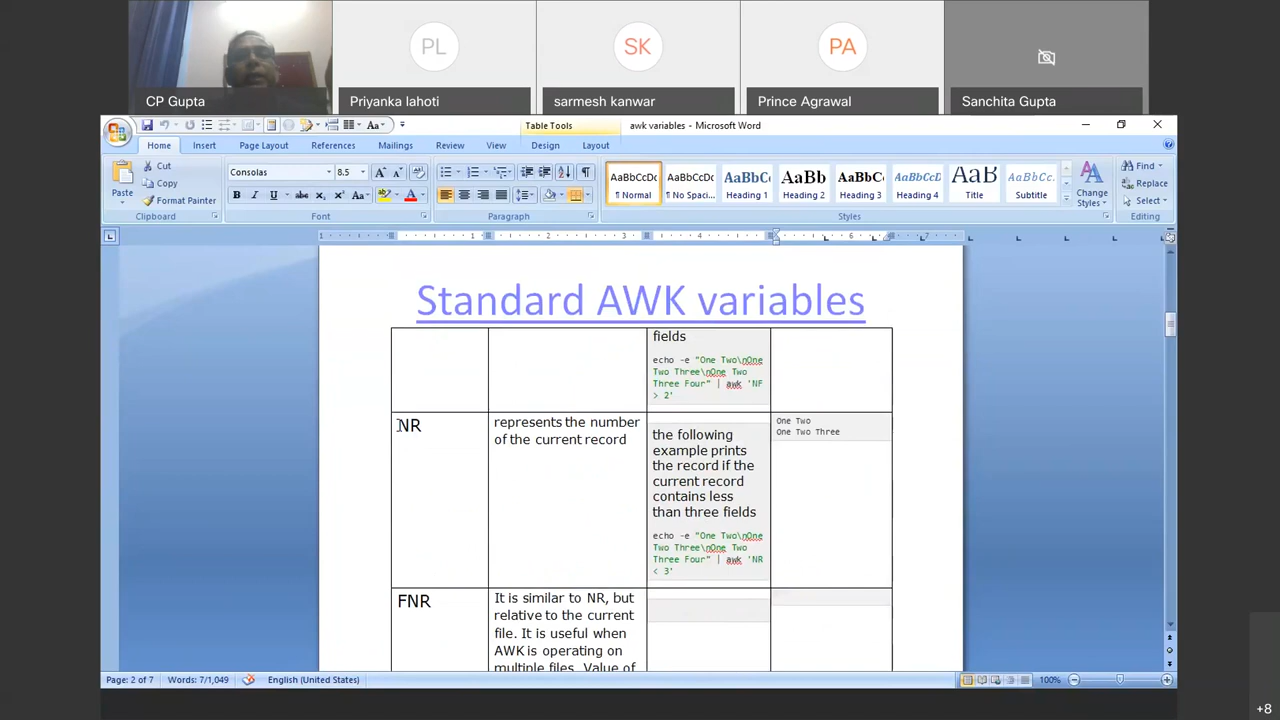 PL
SK
PA
CP Gupta
Priyanka lahoti
sarmesh kanwar
Prince Agrawal
Sanchita Gupta
Table Tools
awk variables - Microsoft Word
Home
Insert
Page Layout
References
Mailings
Review
View
Design
Layout
Paste
Cut
Copy
Format Painter
Clipboard
Consolas
8.5
Font
Paragraph
AaBbCcDc
¶ Normal
AaBbCcDc
¶ No Spaci...
AaBbCc
Heading 1
AaBb
Heading 2
AaBbCc
Heading 3
AaBbCcD
Heading 4
AaB
Title
AaBbCc.
Subtitle
Change
Styles
Styles
Find
Replace
Select
Editing
Standard AWK variables
fields
echo -e "One Two\nOne
Two Three\nOne Two
Three Four" | awk 'NF
> 2'
NR
represents the number
of the current record
the following
example prints
the record if the
current record
contains less
than three fields
echo -e "One Two\nOne
Two Three\nOne Two
Three Four" | awk 'NR
< 3'
One Two
One Two Three
FNR
It is similar to NR, but
relative to the current
file. It is useful when
AWK is operating on
multiple files. Value of
Page: 2 of 7
Words: 7/1,049
English (United States)
100%
+8